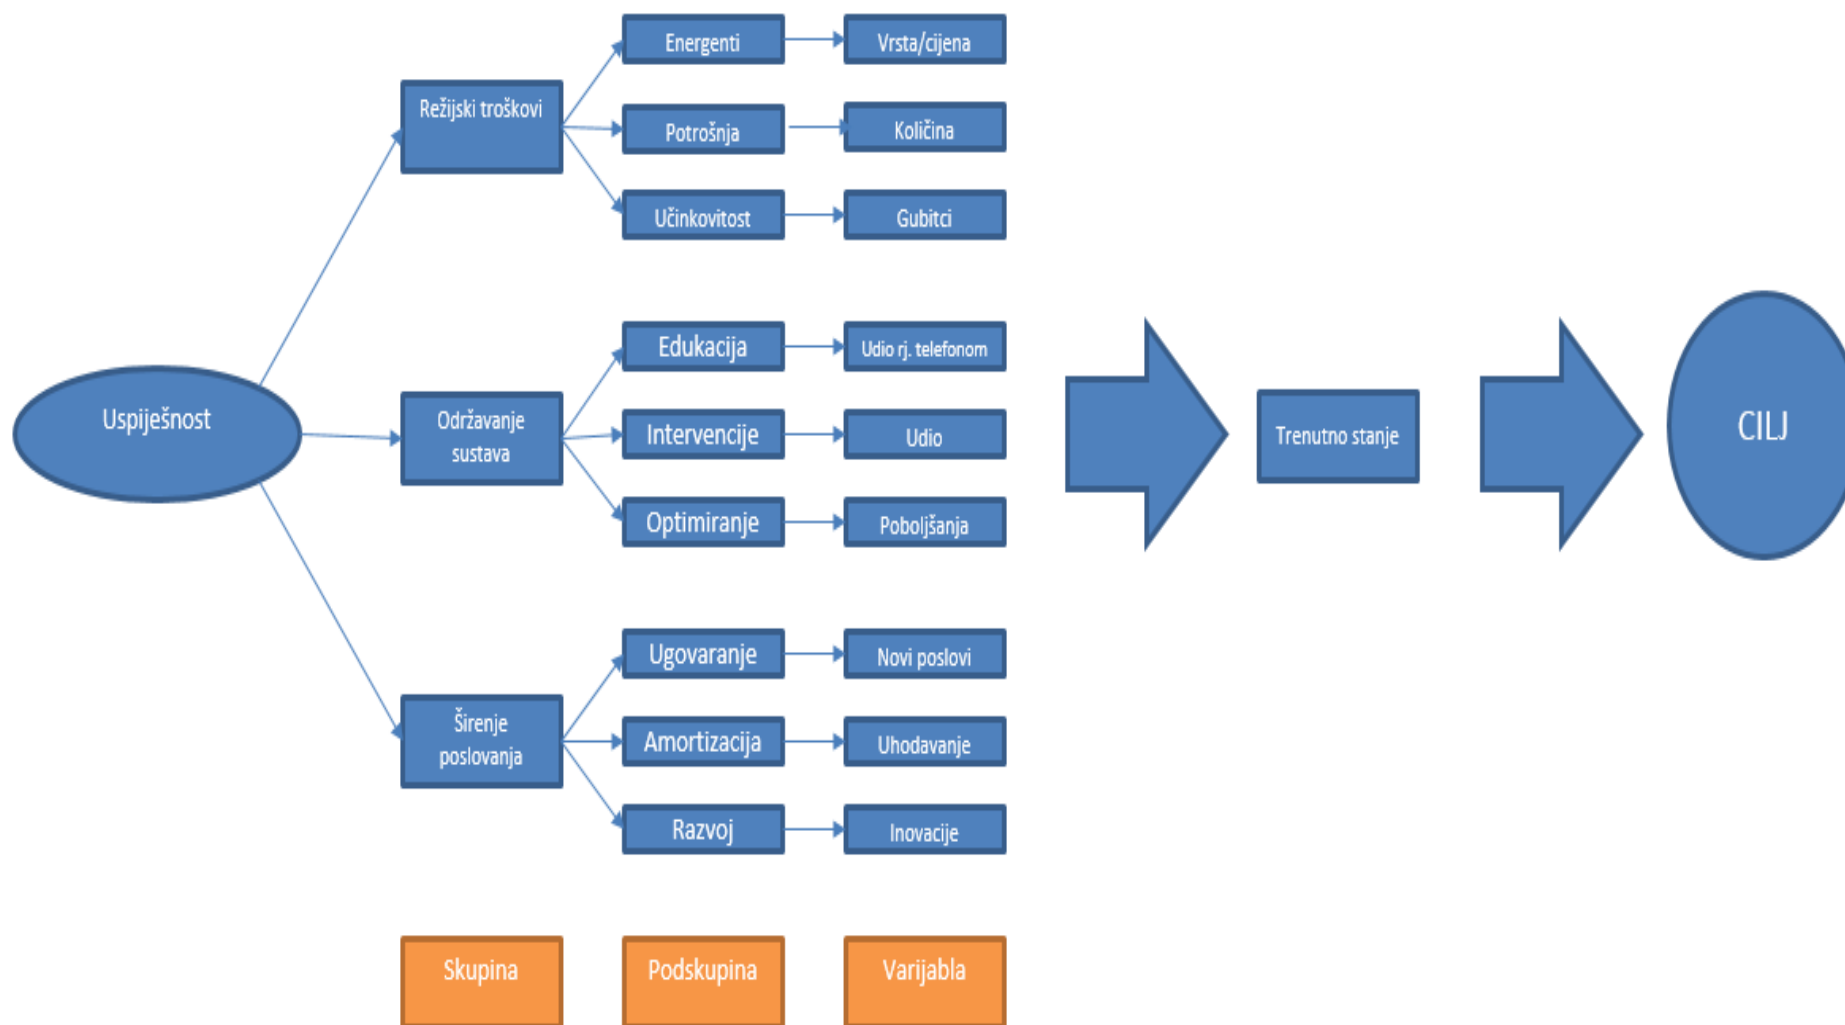 Uspiješnost
Režijski troškovi
Energenti
Vrsta/cijena
Potrošnja
Količina
Učinkovitost
Gubitci
Održavanje
sustava
Edukacija
Udio rj. telefonom
Intervencije
Udio
Optimiranje
Poboljšanja
Širenje
poslovanja
Ugovaranje
Novi poslovi
Amortizacija
Uhodavanje
Razvoj
Inovacije
Trenutno stanje
CILJ
Skupina
Podskupina
Varijabla